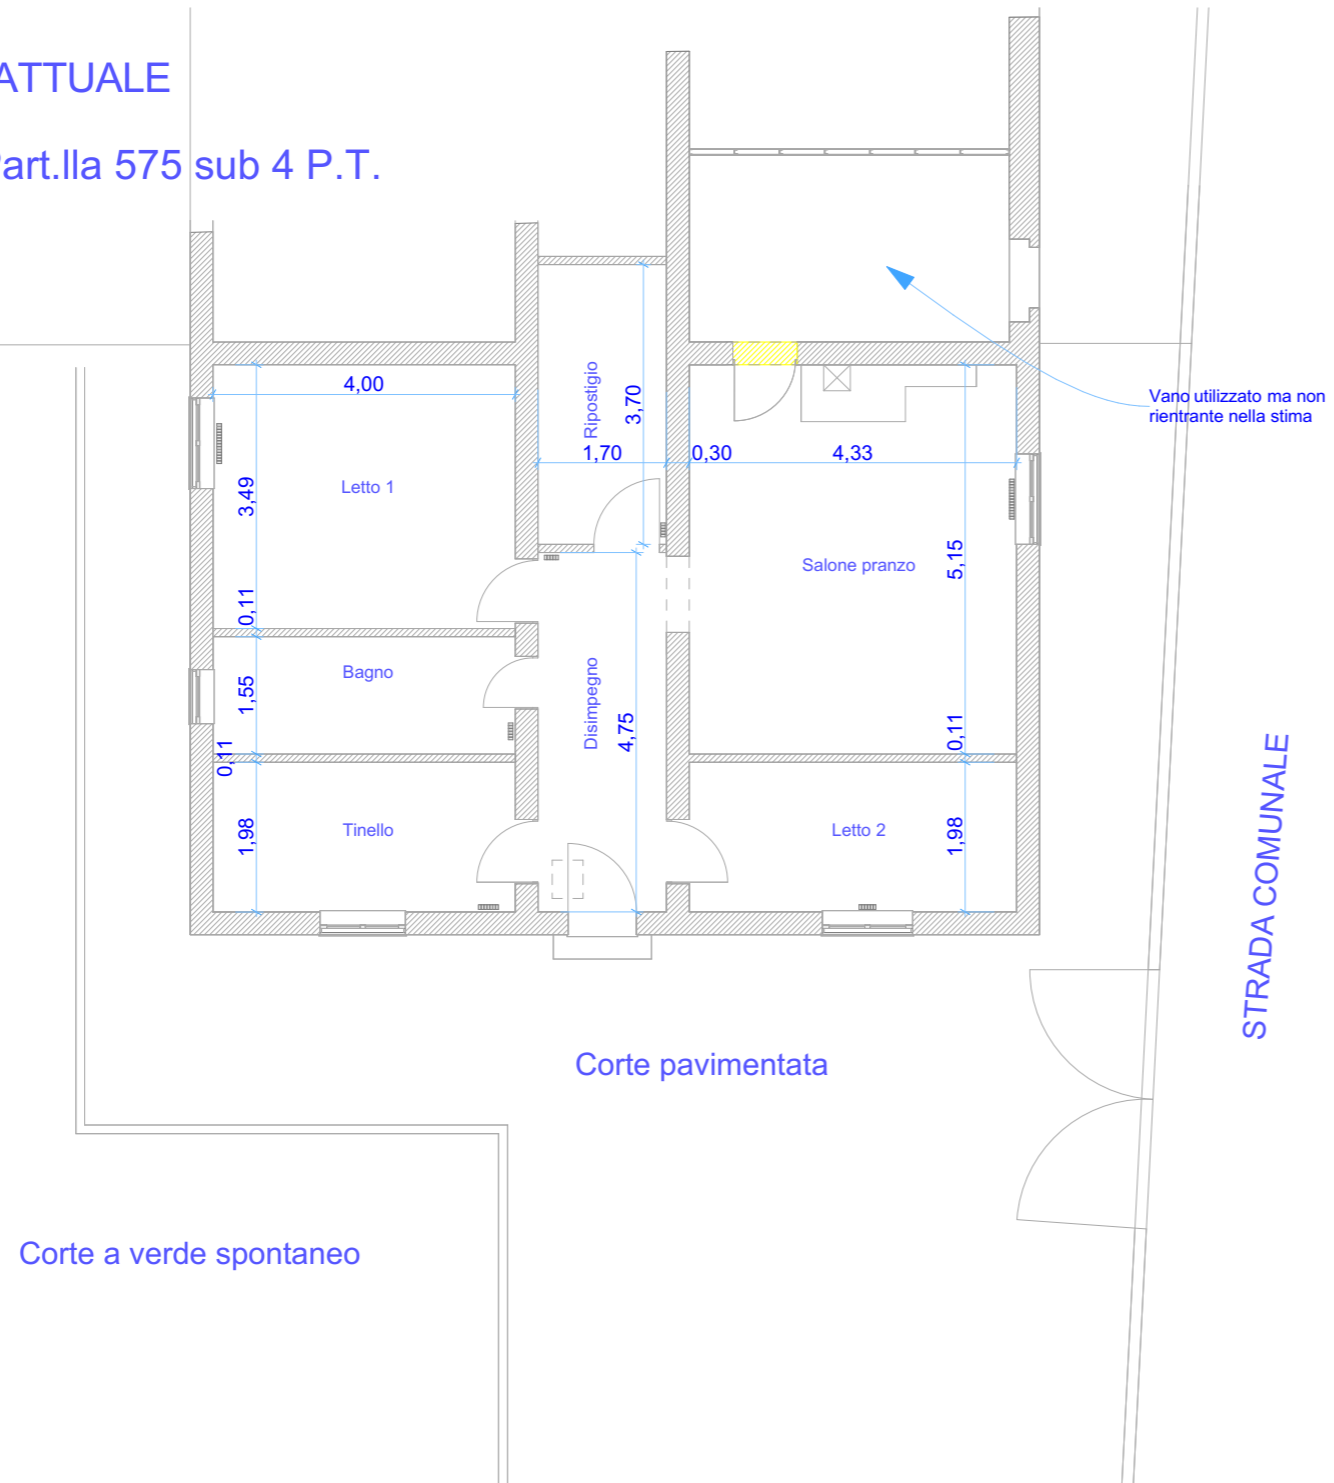 ATTUALE
Part.lla 575 sub 4 P.T.
4,00
3,49
Letto 1
0,11
Ripostigio
3,70
1,70
0,30
4,33
Vano utilizzato ma non
rientrante nella stima
Salone pranzo
5,15
Bagno
1,55
0,11
Disimpegno
4,75
0,11
Tinello
1,98
Letto 2
1,98
STRADA COMUNALE
Corte pavimentata
Corte a verde spontaneo